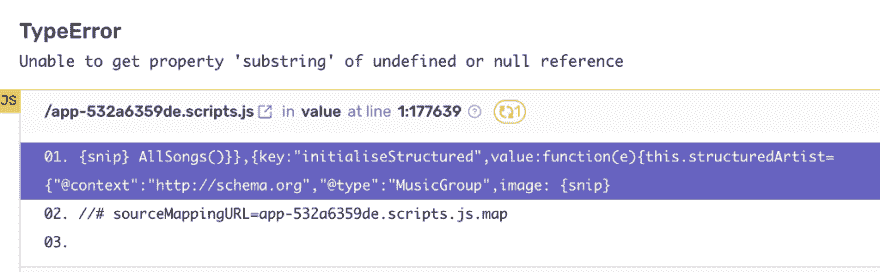 TypeError
Unable to get property 'substring' of undefined or null reference
JS
/app-532a6359de.scripts.js in value at line 1:177639 ? 1
01. {snip} AllSongs()}},{key:"initialiseStructured",value:function(e){this.structuredArtist=
{"@context":"http://schema.org","@type":"MusicGroup",image: {snip}
02. //# sourceMappingURL=app-532a6359de.scripts.js.map
03.